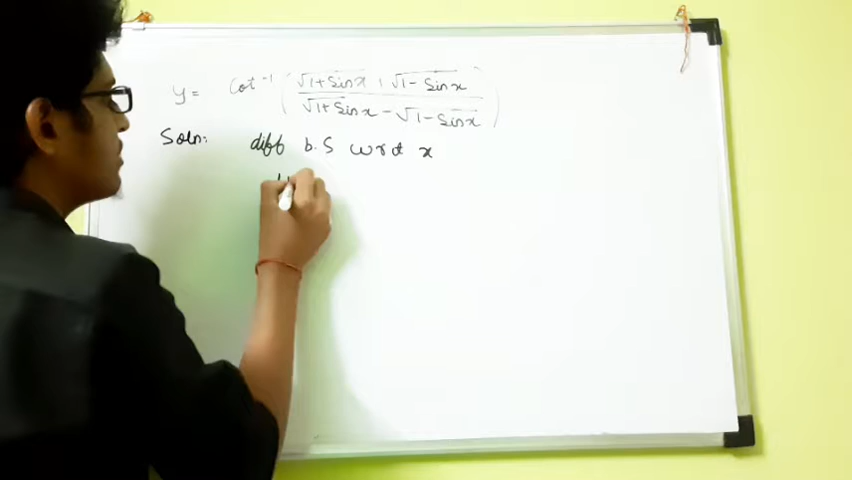 y = cot⁻¹ ( (√1+Sinx + √1-Sinx) / (√1+Sinx - √1-Sinx) )
Soln: diff b.S wrt x